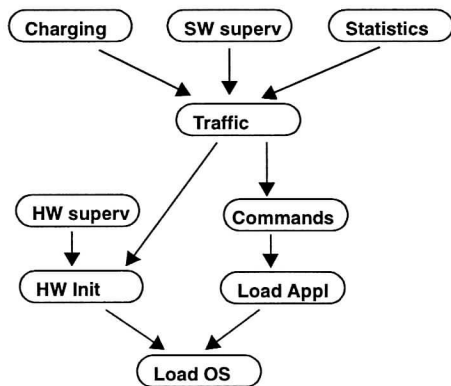 Charging
SW superv
Statistics
Traffic
HW superv
Commands
HW Init
Load Appl
Load OS